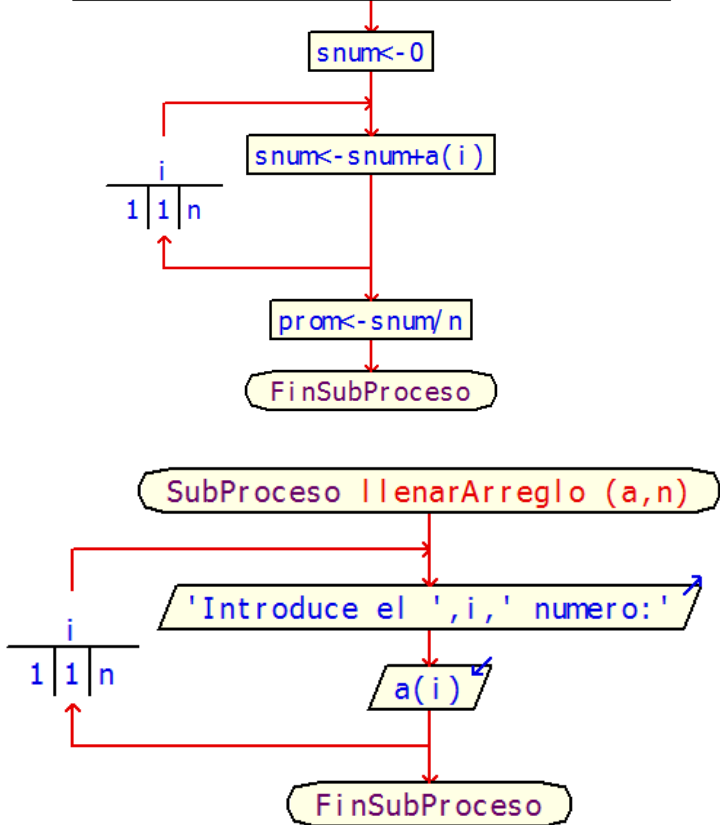 snum<-0
snum<-snum+a(i)
i
1 1 n
prom<-snum/n
FinSubProceso
SubProceso llenarArreglo (a,n)
'Introduce el ',i,' numero:'
i
1 1 n
a(i)
FinSubProceso